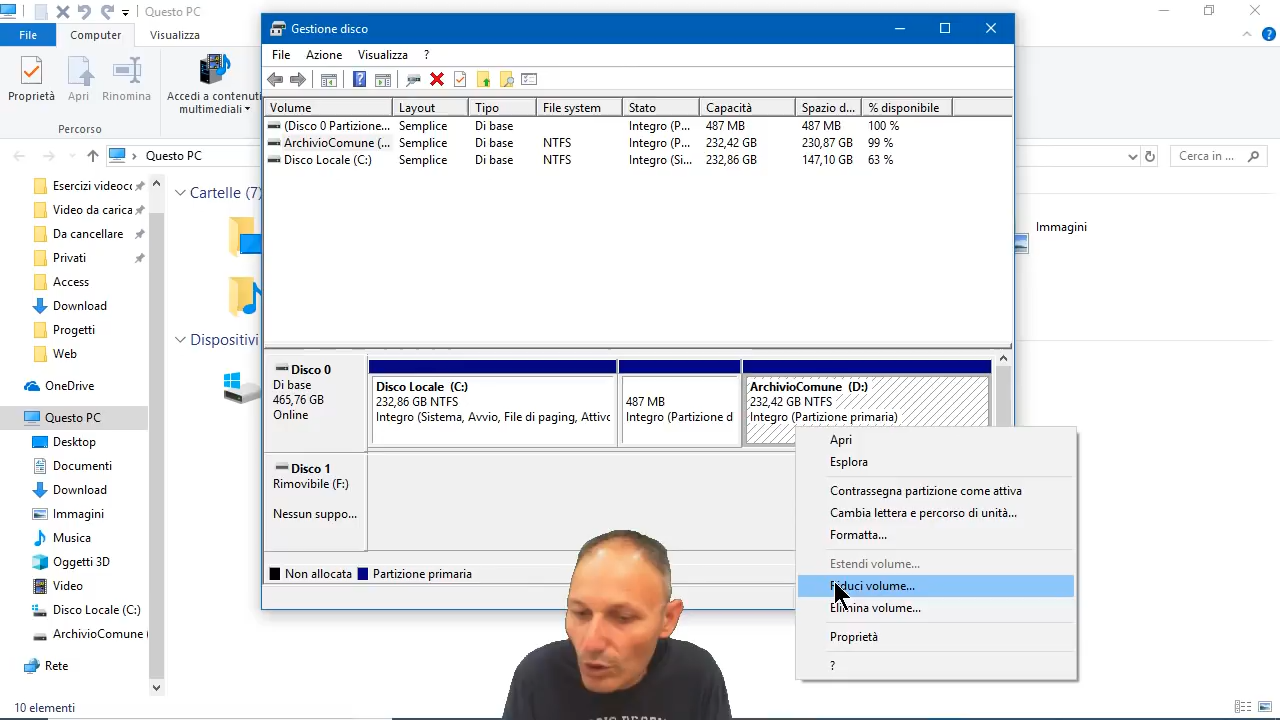 Questo PC
File
Computer
Visualizza
Proprietà
Apri
Rinomina
Accedi a contenuti
multimediali
Percorso
Questo PC
Cerca in ...
Esercizi videoco
Video da carica
Da cancellare
Privati
Access
Download
Progetti
Web
OneDrive
Questo PC
Desktop
Documenti
Download
Immagini
Musica
Oggetti 3D
Video
Disco Locale (C:)
ArchivioComune (
Rete
10 elementi
Cartelle (7)
Dispositivi
Immagini
Gestione disco
File Azione Visualizza ?
Volume Layout Tipo File system Stato Capacità Spazio d... % disponibile
(Disco 0 Partizione... Semplice Di base Integro (P... 487 MB 487 MB 100 %
ArchivioComune (... Semplice Di base NTFS Integro (P... 232,42 GB 230,87 GB 99 %
Disco Locale (C:) Semplice Di base NTFS Integro (Si... 232,86 GB 147,10 GB 63 %
Disco 0
Di base
465,76 GB
Online
Disco Locale (C:)
232,86 GB NTFS
Integro (Sistema, Avvio, File di paging, Attivo
487 MB
Integro (Partizione d
ArchivioComune (D:)
232,42 GB NTFS
Integro (Partizione primaria)
Disco 1
Rimovibile (F:)
Nessun suppo...
Non allocata Partizione primaria
Apri
Esplora
Contrassegna partizione come attiva
Cambia lettera e percorso di unità...
Formatta...
Estendi volume...
Riduci volume...
Elimina volume...
Proprietà
?